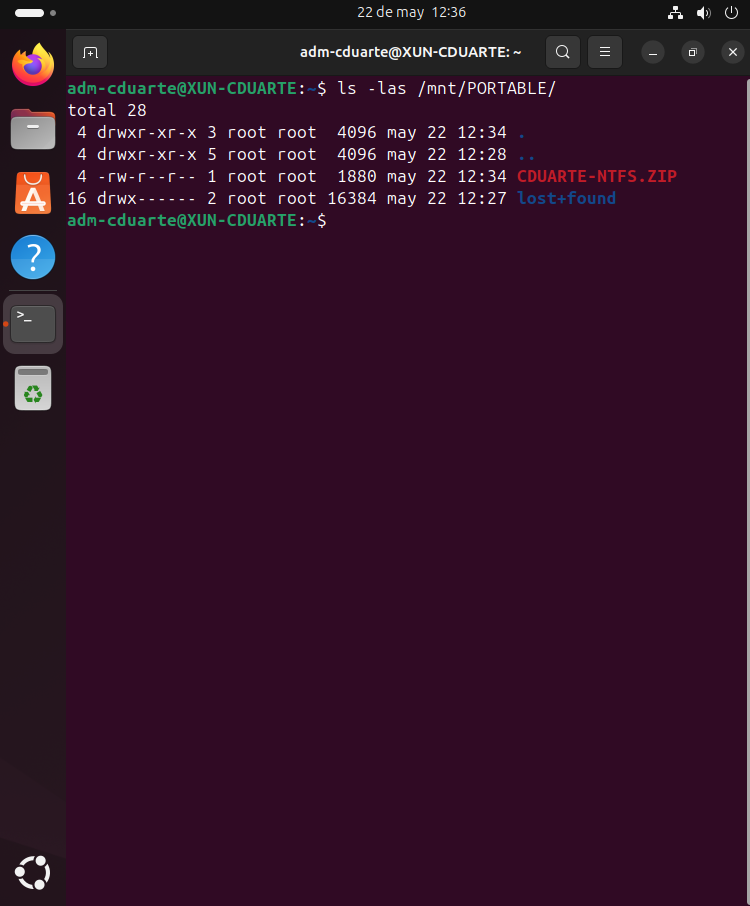 22 de may 12:36
adm-cduarte@XUN-CDUARTE: ~
adm-cduarte@XUN-CDUARTE:~$ ls -las /mnt/PORTABLE/
total 28
 4 drwxr-xr-x 3 root root  4096 may 22 12:34 .
 4 drwxr-xr-x 5 root root  4096 may 22 12:28 ..
 4 -rw-r--r-- 1 root root  1880 may 22 12:34 CDUARTE-NTFS.ZIP
16 drwx------ 2 root root 16384 may 22 12:27 lost+found
adm-cduarte@XUN-CDUARTE:~$